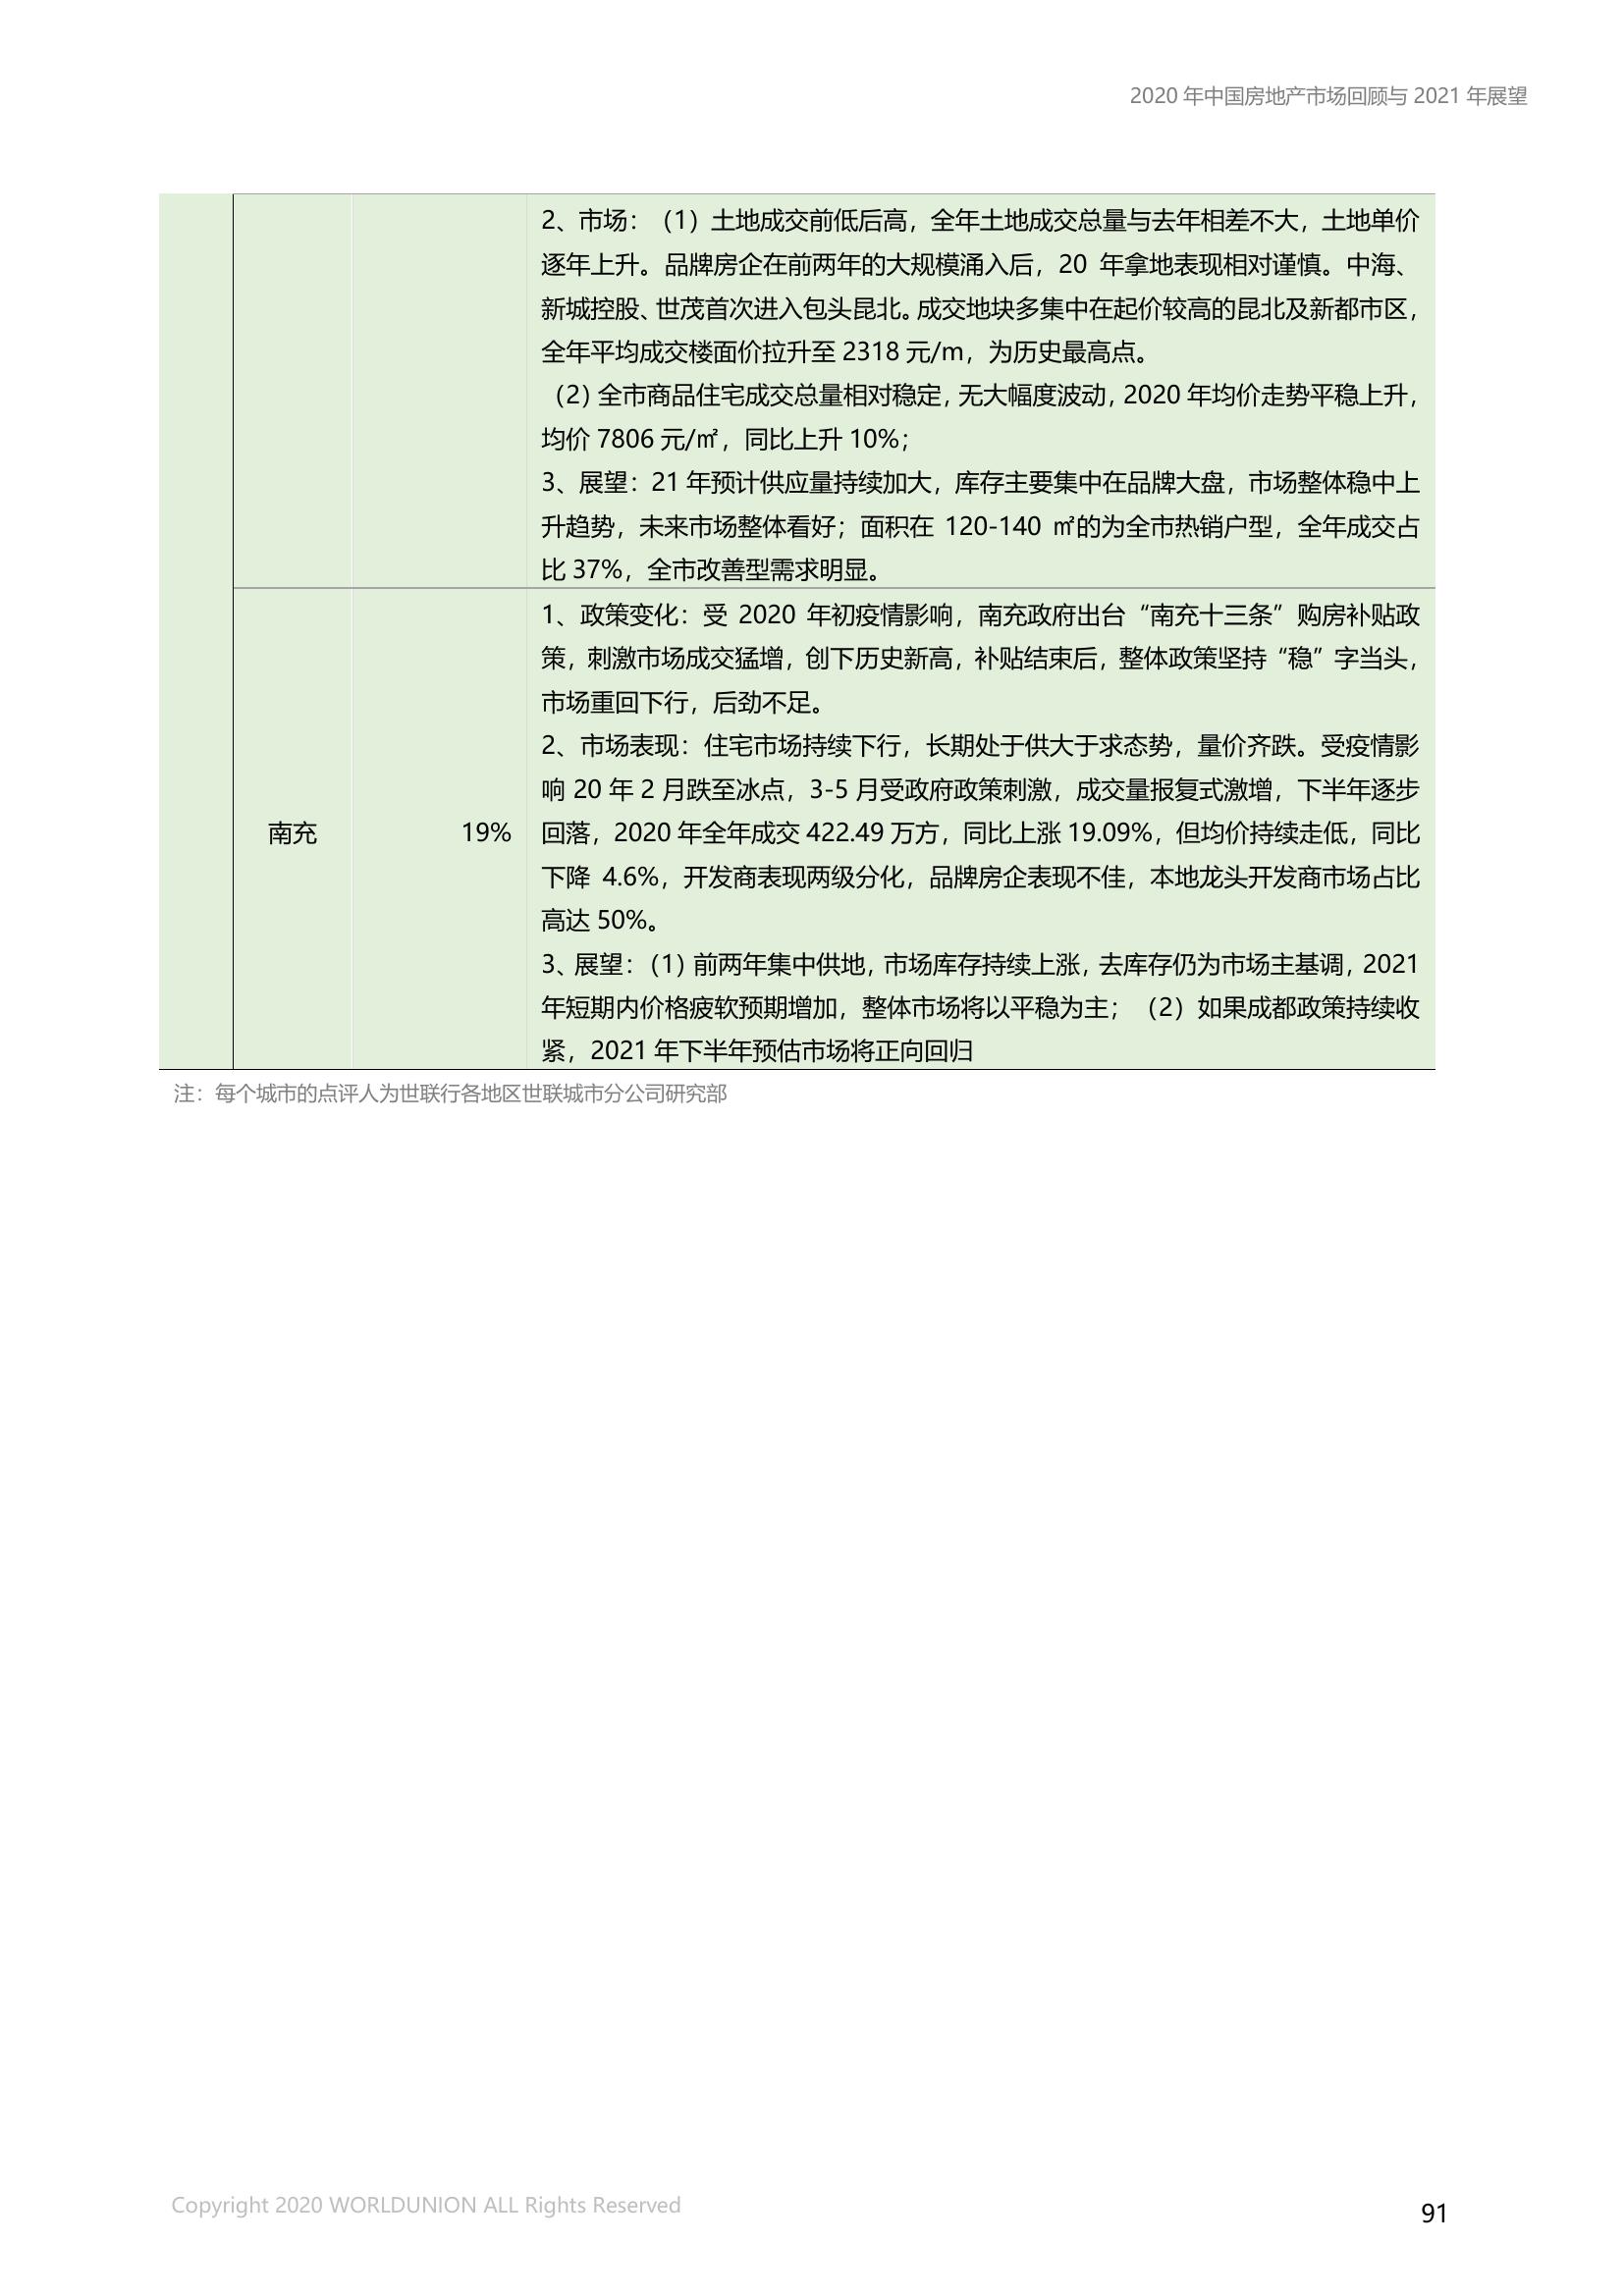 2020 年中国房地产市场回顾与 2021 年展望
2、市场：（1）土地成交前低后高，全年土地成交总量与去年相差不大，土地单价
逐年上升。品牌房企在前两年的大规模涌入后，20 年拿地表现相对谨慎。中海、
新城控股、世茂首次进入包头昆北。成交地块多集中在起价较高的昆北及新都市区，
全年平均成交楼面价拉升至 2318 元/m，为历史最高点。
（2）全市商品住宅成交总量相对稳定，无大幅度波动，2020 年均价走势平稳上升，
均价 7806 元/㎡，同比上升 10%；
3、展望：21 年预计供应量持续加大，库存主要集中在品牌大盘，市场整体稳中上
升趋势，未来市场整体看好；面积在 120-140 ㎡的为全市热销户型，全年成交占
比 37%，全市改善型需求明显。
1、政策变化：受 2020 年初疫情影响，南充政府出台“南充十三条”购房补贴政
策，刺激市场成交猛增，创下历史新高，补贴结束后，整体政策坚持“稳”字当头，
市场重回下行，后劲不足。
2、市场表现：住宅市场持续下行，长期处于供大于求态势，量价齐跌。受疫情影
响 20 年 2 月跌至冰点，3-5 月受政府政策刺激，成交量报复式激增，下半年逐步
南充 19% 回落，2020 年全年成交 422.49 万方，同比上涨 19.09%，但均价持续走低，同比
下降 4.6%，开发商表现两级分化，品牌房企表现不佳，本地龙头开发商市场占比
高达 50%。
3、展望：（1）前两年集中供地，市场库存持续上涨，去库存仍为市场主基调，2021
年短期内价格疲软预期增加，整体市场将以平稳为主；（2）如果成都政策持续收
紧，2021 年下半年预估市场将正向回归
注：每个城市的点评人为世联行各地区世联城市分公司研究部
Copyright 2020 WORLDUNION ALL Rights Reserved
91